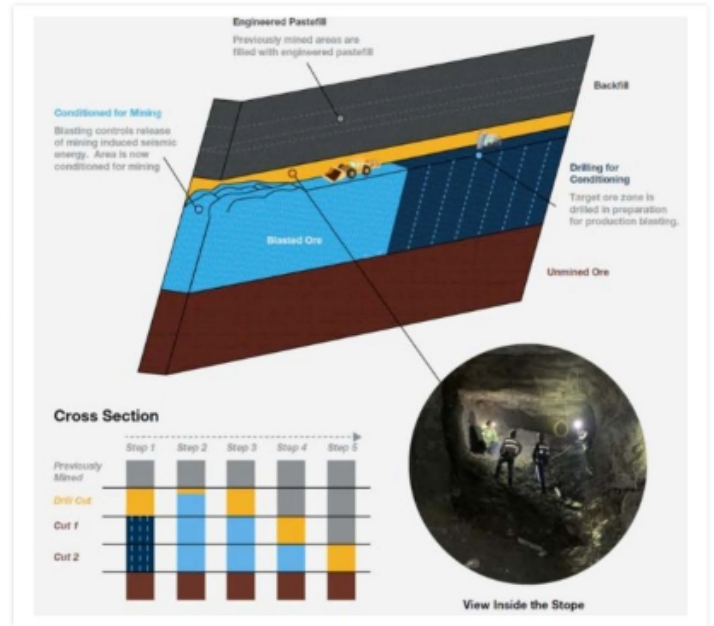 Engineered Pastefill
Previously mined areas are
filled with engineered pastefill
Backfill
Conditioned for Mining
Blasting controls release
of mining induced seismic
energy. Area is now
conditioned for mining
Drilling for
Conditioning
Target ore zone is
drilled in preparation
for production blasting.
Blasted Ore
Unmined Ore
Cross Section
Step 1 Step 2 Step 3 Step 4 Step 5
Previously
Mined
Drill Cut
Cut 1
Cut 2
View Inside the Stope